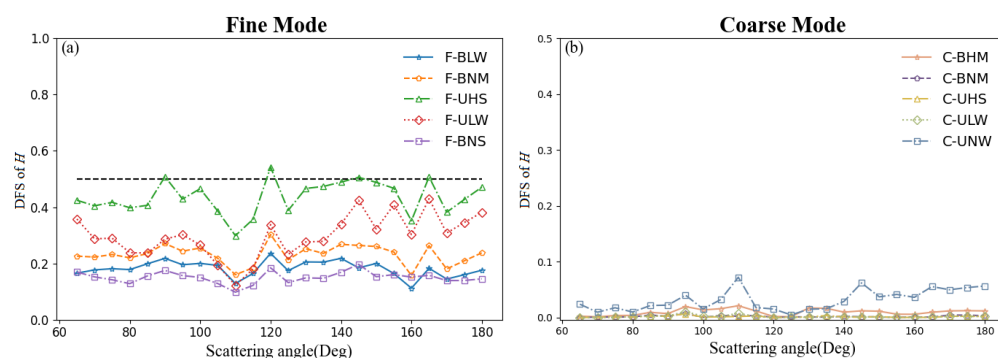 Fine Mode
(a)
DFS of H
1.0
0.8
0.6
0.4
0.2
0.0
F-BLW
F-BNM
F-UHS
F-ULW
F-BNS
60 80 100 120 140 160 180
Scattering angle(Deg)
Coarse Mode
(b)
DFS of H
0.5
0.4
0.3
0.2
0.1
0.0
C-BHM
C-BNM
C-UHS
C-ULW
C-UNW
60 80 100 120 140 160 180
Scattering angle(Deg)